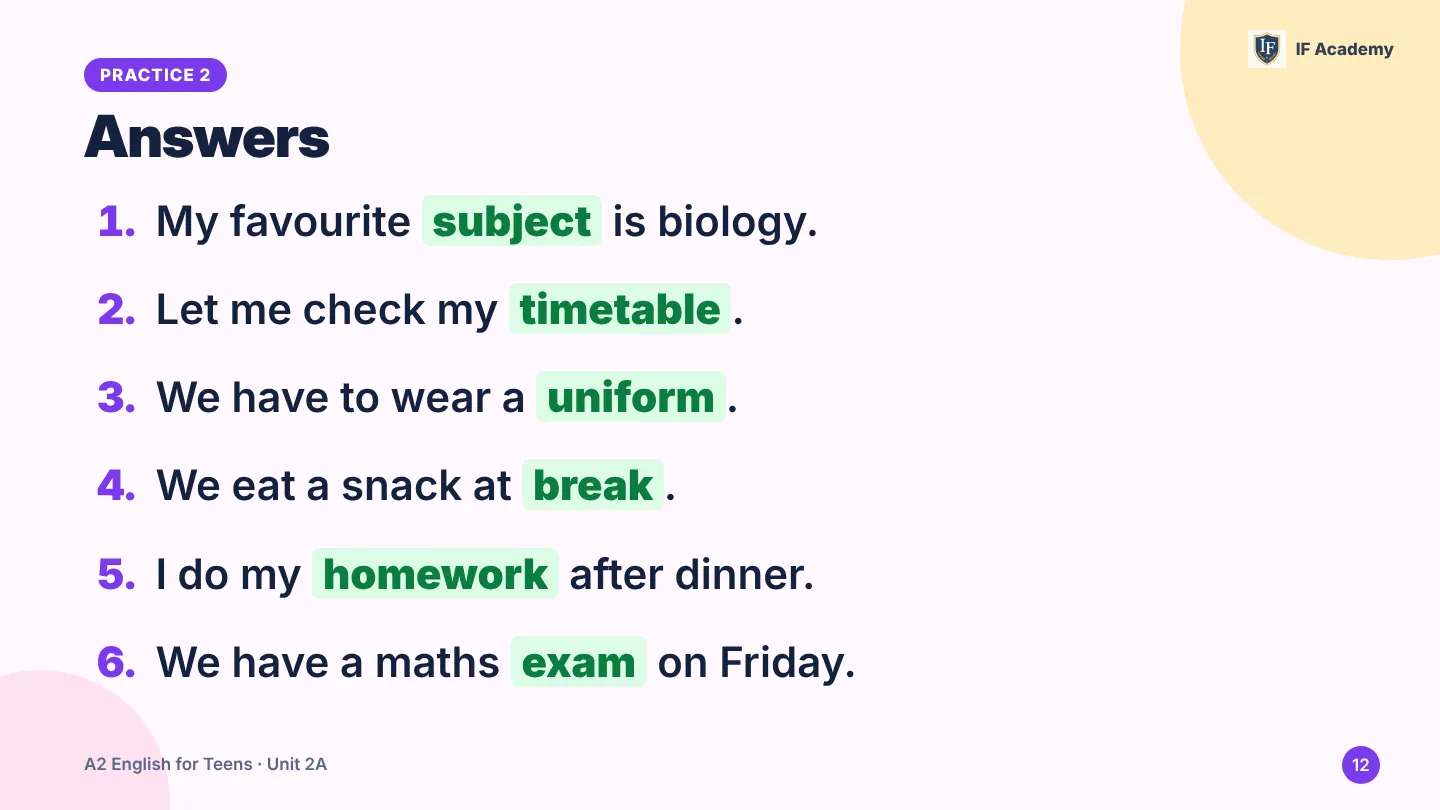 IF
IF Academy
PRACTICE 2
Answers
1. My favourite subject is biology.
2. Let me check my timetable.
3. We have to wear a uniform.
4. We eat a snack at break.
5. I do my homework after dinner.
6. We have a maths exam on Friday.
A2 English for Teens · Unit 2A
12